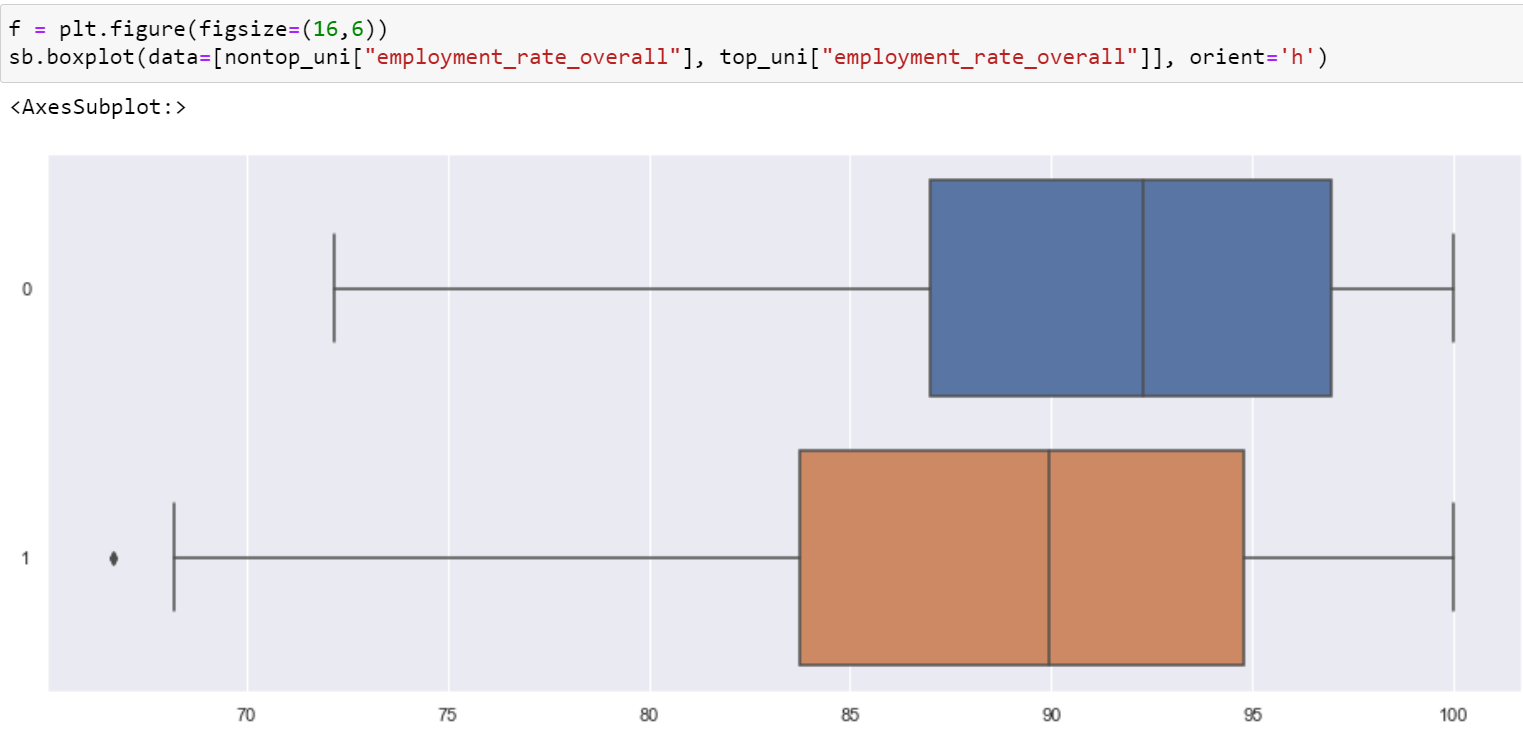 f = plt.figure(figsize=(16,6))
sb.boxplot(data=[nontop_uni["employment_rate_overall"], top_uni["employment_rate_overall"]], orient='h')
<AxesSubplot:>
0
1
70 75 80 85 90 95 100